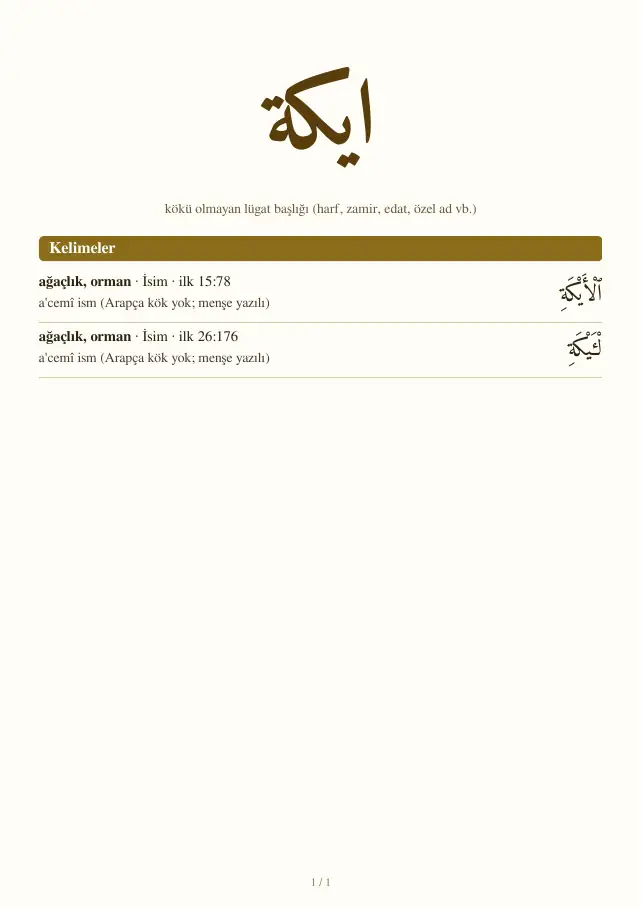 ايكة
kökü olmayan lügat başlığı (harf, zamir, edat, özel ad vb.)
Kelimeler
ağaçlık, orman · İsim · ilk 15:78 ٱلْأَيْكَةِ
a'cemî ism (Arapça kök yok; menşe yazılı)
ağaçlık, orman · İsim · ilk 26:176 لْـَٔيْكَةِ
a'cemî ism (Arapça kök yok; menşe yazılı)
1 / 1